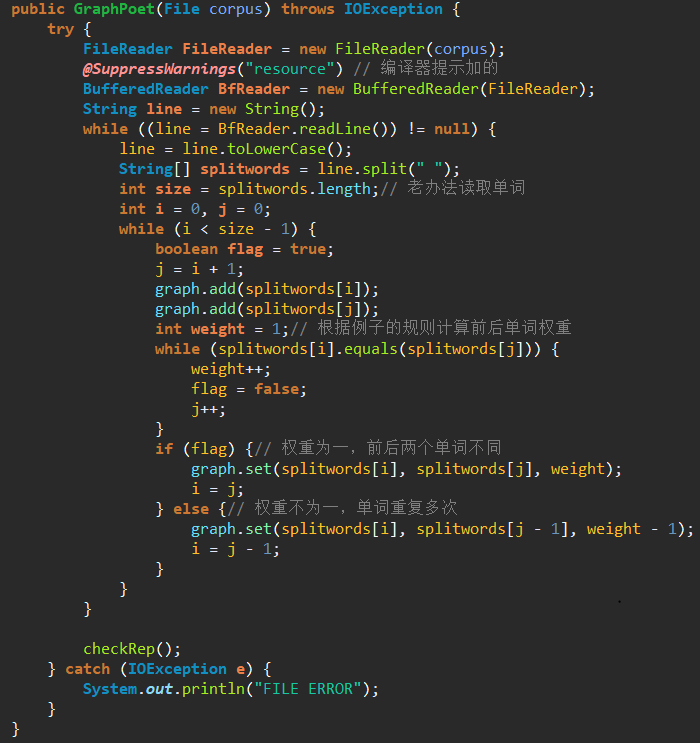 public GraphPoet(File corpus) throws IOException {
    try {
        FileReader FileReader = new FileReader(corpus);
        @SuppressWarnings("resource") // 编译器提示加的
        BufferedReader BfReader = new BufferedReader(FileReader);
        String line = new String();
        while ((line = BfReader.readLine()) != null) {
            line = line.toLowerCase();
            String[] splitwords = line.split(" ");
            int size = splitwords.length;// 老办法读取单词
            int i = 0, j = 0;
            while (i < size - 1) {
                boolean flag = true;
                j = i + 1;
                graph.add(splitwords[i]);
                graph.add(splitwords[j]);
                int weight = 1;// 根据例子的规则计算前后单词权重
                while (splitwords[i].equals(splitwords[j])) {
                    weight++;
                    flag = false;
                    j++;
                }
                if (flag) {// 权重为一，前后两个单词不同
                    graph.set(splitwords[i], splitwords[j], weight);
                    i = j;
                } else {// 权重不为一，单词重复多次
                    graph.set(splitwords[i], splitwords[j - 1], weight - 1);
                    i = j - 1;
                }
            }
        }

        checkRep();
    } catch (IOException e) {
        System.out.println("FILE ERROR");
    }
}